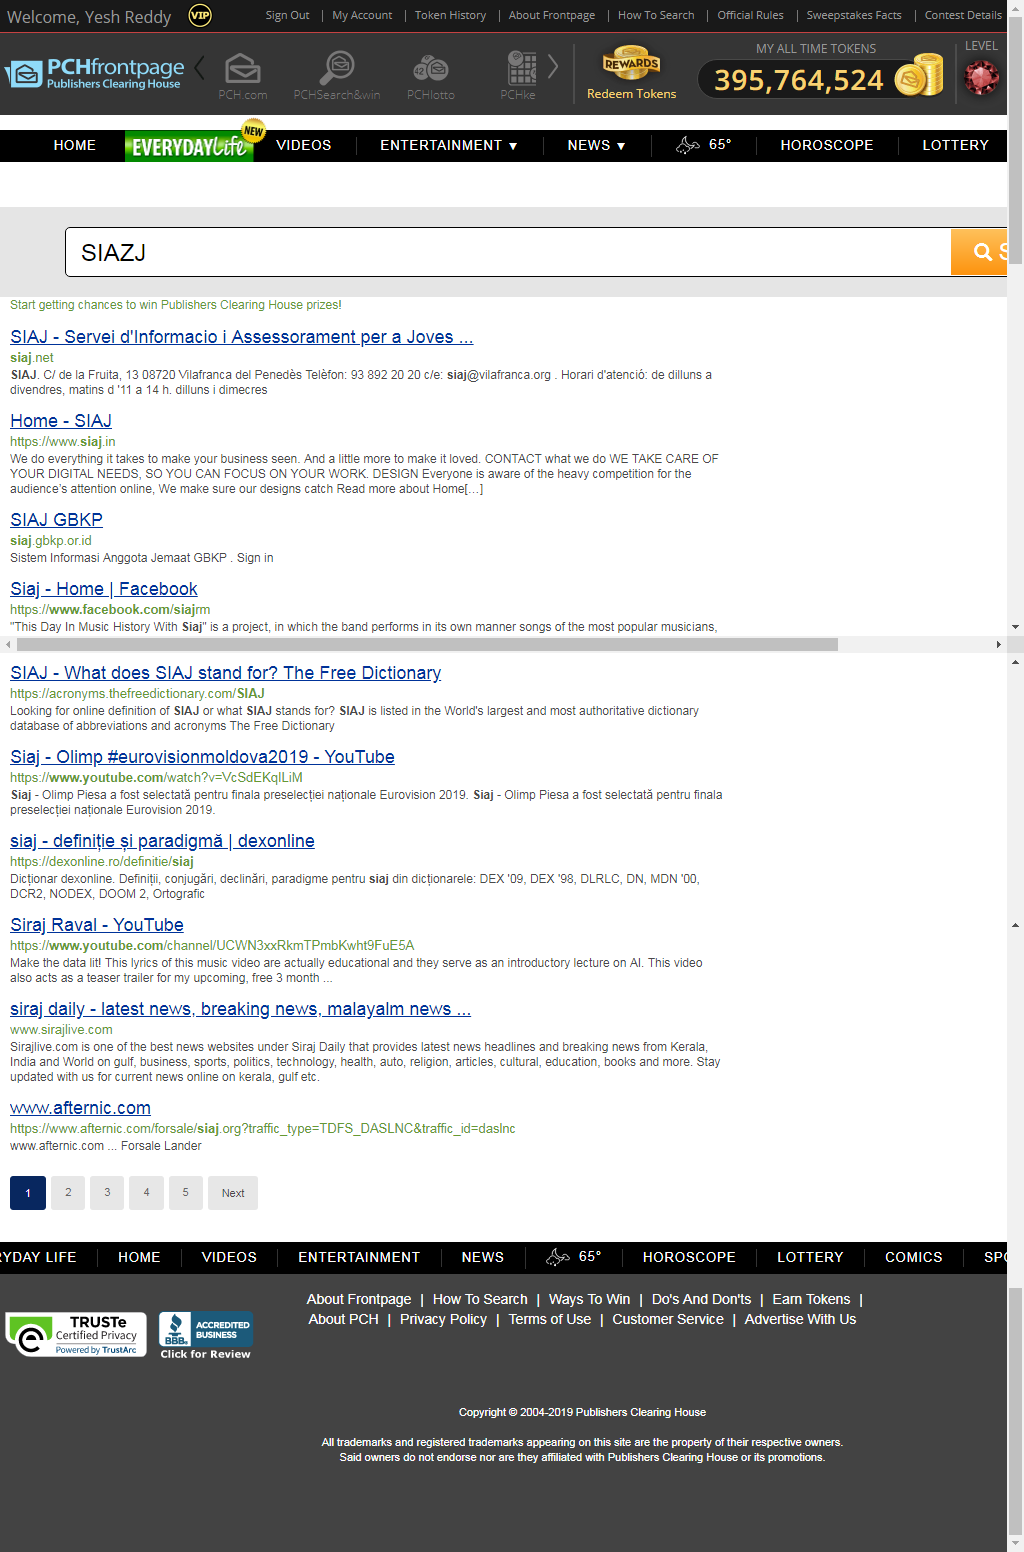 Welcome, Yesh Reddy VIP Sign Out | My Account | Token History | About Frontpage | How To Search | Official Rules | Sweepstakes Facts | Contest Details
PCHfrontpage
Publishers Clearing House
PCH.com PCHSearch&win PCHlotto PCHke
REWARDS
Redeem Tokens
MY ALL TIME TOKENS
395,764,524
LEVEL
HOME EVERYDAY Life NEW VIDEOS ENTERTAINMENT ▼ NEWS ▼ 65° HOROSCOPE LOTTERY
SIAZJ S
Start getting chances to win Publishers Clearing House prizes!
SIAJ - Servei d'Informacio i Assessorament per a Joves ...
siaj.net
SIAJ. C/ de la Fruita, 13 08720 Vilafranca del Penedès Telèfon: 93 892 20 20 c/e: siaj@vilafranca.org . Horari d'atenció: de dilluns a
divendres, matins d '11 a 14 h. dilluns i dimecres
Home - SIAJ
https://www.siaj.in
We do everything it takes to make your business seen. And a little more to make it loved. CONTACT what we do WE TAKE CARE OF
YOUR DIGITAL NEEDS, SO YOU CAN FOCUS ON YOUR WORK. DESIGN Everyone is aware of the heavy competition for the
audience's attention online, We make sure our designs catch Read more about Home[…]
SIAJ GBKP
siaj.gbkp.or.id
Sistem Informasi Anggota Jemaat GBKP . Sign in
Siaj - Home | Facebook
https://www.facebook.com/siajrm
"This Day In Music History With Siaj" is a project, in which the band performs in its own manner songs of the most popular musicians,
SIAJ - What does SIAJ stand for? The Free Dictionary
https://acronyms.thefreedictionary.com/SIAJ
Looking for online definition of SIAJ or what SIAJ stands for? SIAJ is listed in the World's largest and most authoritative dictionary
database of abbreviations and acronyms The Free Dictionary
Siaj - Olimp #eurovisionmoldova2019 - YouTube
https://www.youtube.com/watch?v=VcSdEKqlLiM
Siaj - Olimp Piesa a fost selectată pentru finala preselecției naționale Eurovision 2019. Siaj - Olimp Piesa a fost selectată pentru finala
preselecției naționale Eurovision 2019.
siaj - definiție și paradigmă | dexonline
https://dexonline.ro/definitie/siaj
Dicționar dexonline. Definiții, conjugări, declinări, paradigme pentru siaj din dicționarele: DEX '09, DEX '98, DLRLC, DN, MDN '00,
DCR2, NODEX, DOOM 2, Ortografic
Siraj Raval - YouTube
https://www.youtube.com/channel/UCWN3xxRkmTPmbKwht9FuE5A
Make the data lit! This lyrics of this music video are actually educational and they serve as an introductory lecture on AI. This video
also acts as a teaser trailer for my upcoming, free 3 month ...
siraj daily - latest news, breaking news, malayalm news ...
www.sirajlive.com
Sirajlive.com is one of the best news websites under Siraj Daily that provides latest news headlines and breaking news from Kerala,
India and World on gulf, business, sports, politics, technology, health, auto, religion, articles, cultural, education, books and more. Stay
updated with us for current news online on kerala, gulf etc.
www.afternic.com
https://www.afternic.com/forsale/siaj.org?traffic_type=TDFS_DASLNC&traffic_id=daslnc
www.afternic.com ... Forsale Lander
1 2 3 4 5 Next
RYDAY LIFE HOME VIDEOS ENTERTAINMENT NEWS 65° HOROSCOPE LOTTERY COMICS SPO
About Frontpage | How To Search | Ways To Win | Do's And Don'ts | Earn Tokens |
About PCH | Privacy Policy | Terms of Use | Customer Service | Advertise With Us
TRUSTe
Certified Privacy
Powered by TrustArc
BBB
ACCREDITED
BUSINESS
Click for Review
Copyright © 2004-2019 Publishers Clearing House
All trademarks and registered trademarks appearing on this site are the property of their respective owners.
Said owners do not endorse nor are they affiliated with Publishers Clearing House or its promotions.